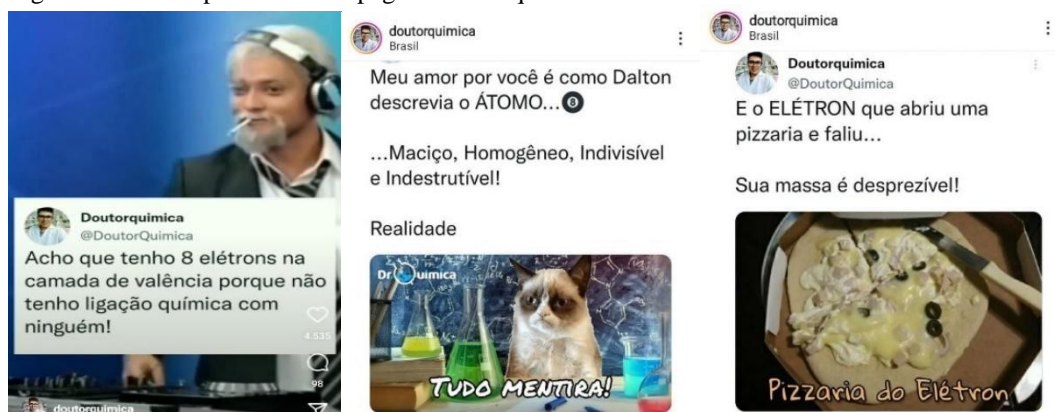 Doutorquimica
@DoutorQuimica
Acho que tenho 8 elétrons na
camada de valência porque não
tenho ligação química com
ninguém!
4.535
98
doutorquimica
doutorquimica
Brasil
Meu amor por você é como Dalton
descrevia o ÁTOMO...8
...Maciço, Homogêneo, Indivisível
e Indestrutível!
Realidade
Dr Quimica
TUDO MENTIRA!
doutorquimica
Brasil
Doutorquimica
@DoutorQuimica
E o ELÉTRON que abriu uma
pizzaria e faliu...
Sua massa é desprezível!
Pizzaria do Elétron